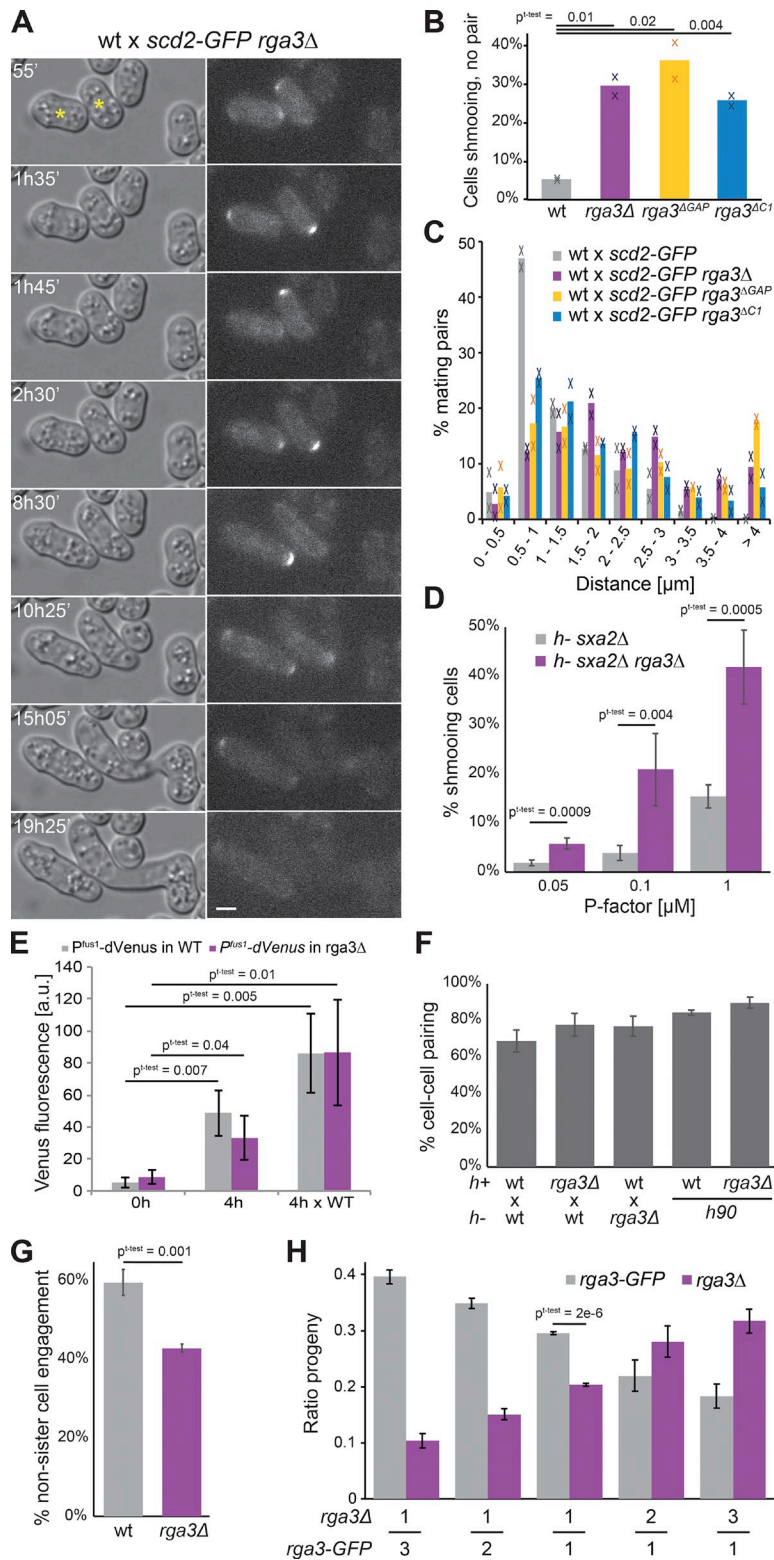 A
wt x scd2-GFP rga3Δ
55'
*
*
1h35'
1h45'
2h30'
8h30'
10h25'
15h05'
19h25'
B
p^t-test = 0.01
0.02
0.004
Cells shmooing, no pair
40%
30%
20%
10%
0%
wt
rga3Δ
rga3^ΔGAP
rga3^ΔC1
C
wt x scd2-GFP
wt x scd2-GFP rga3Δ
wt x scd2-GFP rga3^ΔGAP
wt x scd2-GFP rga3^ΔC1
% mating pairs
50
40
30
20
10
0
0 - 0.5
0.5 - 1
1 - 1.5
1.5 - 2
2 - 2.5
2.5 - 3
3 - 3.5
3.5 - 4
> 4
Distance [µm]
D
h- sxa2Δ
h- sxa2Δ rga3Δ
p^t-test = 0.0005
p^t-test = 0.004
p^t-test = 0.0009
% shmooing cells
50%
40%
30%
20%
10%
0%
0.05
0.1
1
P-factor [µM]
E
P^fus1-dVenus in WT
P^fus1-dVenus in rga3Δ
p^t-test = 0.01
p^t-test = 0.005
p^t-test = 0.04
p^t-test = 0.007
Venus fluorescence [a.u.]
140
120
100
80
60
40
20
0
0h
4h
4h x WT
F
% cell-cell pairing
100%
80%
60%
80%
20%
0%
h+ wt rga3Δ wt wt rga3Δ
x x x
h- wt wt rga3Δ h90
G
p^t-test = 0.001
% non-sister cell engagement
60%
40%
20%
0%
wt
rga3Δ
H
rga3-GFP
rga3Δ
p^t-test = 2e-6
Ratio progeny
0.4
0.3
0.2
0.1
0
rga3Δ 1 1 1 2 3
rga3-GFP 3 2 1 1 1